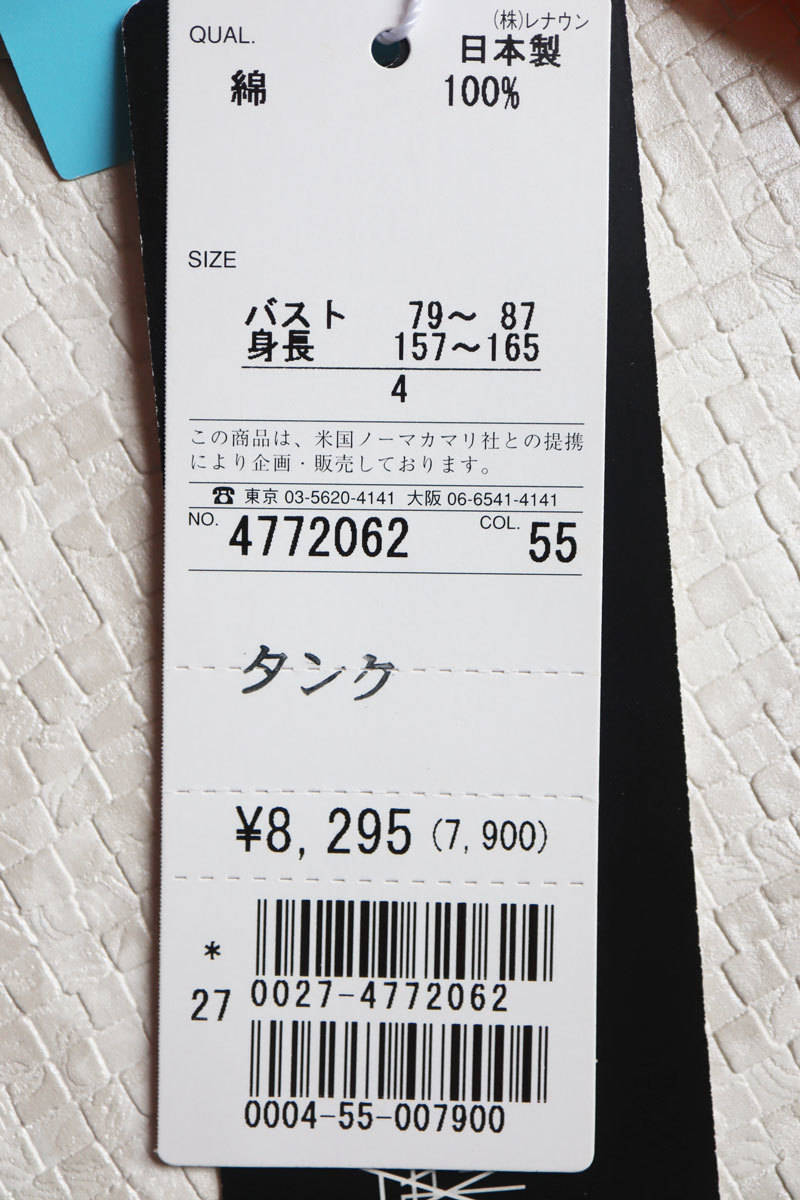 (株)レナウン
QUAL. 日本製
綿 100%
SIZE
バスト 79〜 87
身長 157〜165
4
この商品は、米国ノーマカマリ社との提携
により企画・販売しております。
☎ 東京 03-5620-4141 大阪 06-6541-4141
NO. 4772062 COL. 55
タンケ
¥8,295 (7,900)
*
27 0027-4772062
0004-55-007900